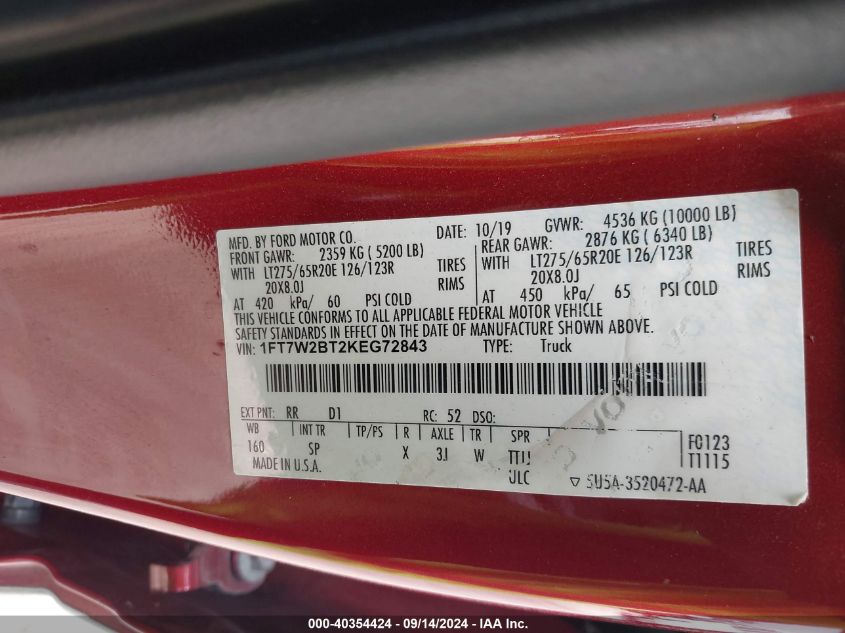 MFD. BY FORD MOTOR CO. DATE: 10/19 GVWR: 4536 KG (10000 LB)
FRONT GAWR: 2359 KG ( 5200 LB) REAR GAWR: 2876 KG ( 6340 LB)
WITH LT275/65R20E 126/123R TIRES WITH LT275/65R20E 126/123R TIRES
20X8.0J RIMS 20X8.0J RIMS
AT 420 kPa/ 60 PSI COLD AT 450 kPa/ 65 PSI COLD
THIS VEHICLE CONFORMS TO ALL APPLICABLE FEDERAL MOTOR VEHICLE
SAFETY STANDARDS IN EFFECT ON THE DATE OF MANUFACTURE SHOWN ABOVE.
VIN: 1FT7W2BT2KEG72843 TYPE: Truck
EXT PNT: RR D1 RC: 52 DSO:
WB INT TR TP/PS R AXLE TR SPR F0123
160 SP X 3J W T1115
MADE IN U.S.A. ULC 5U5A-3520472-AA
000-40354424 - 09/14/2024 - IAA Inc.